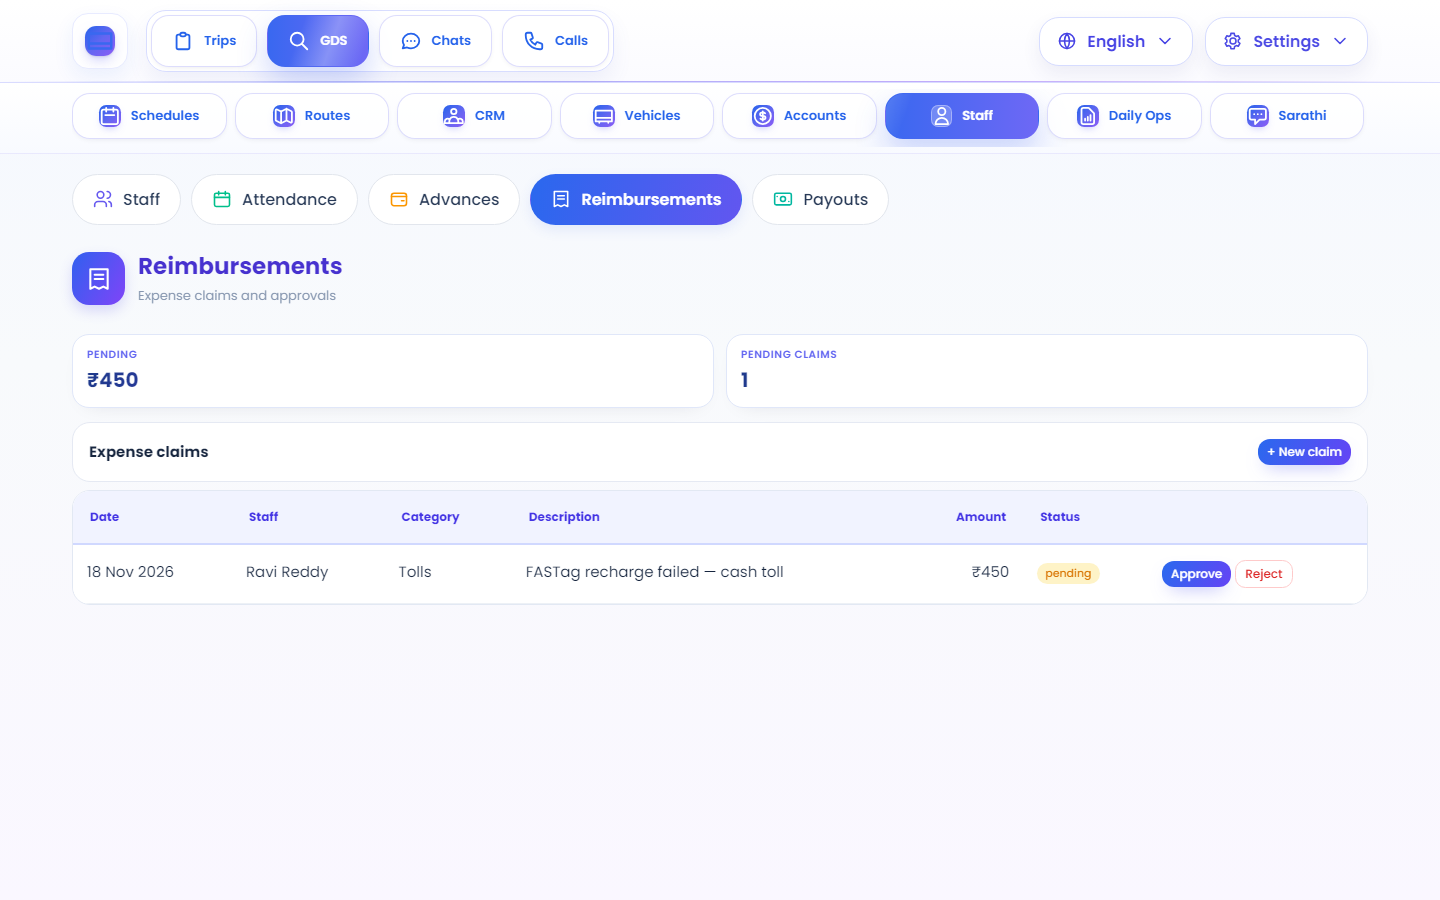 Trips
GDS
Chats
Calls
English
Settings
Schedules
Routes
CRM
Vehicles
Accounts
Staff
Daily Ops
Sarathi
Staff
Attendance
Advances
Reimbursements
Payouts
Reimbursements
Expense claims and approvals
PENDING
₹450
PENDING CLAIMS
1
Expense claims
+ New claim
Date Staff Category Description Amount Status
18 Nov 2026 Ravi Reddy Tolls FASTag recharge failed — cash toll ₹450 pending Approve Reject